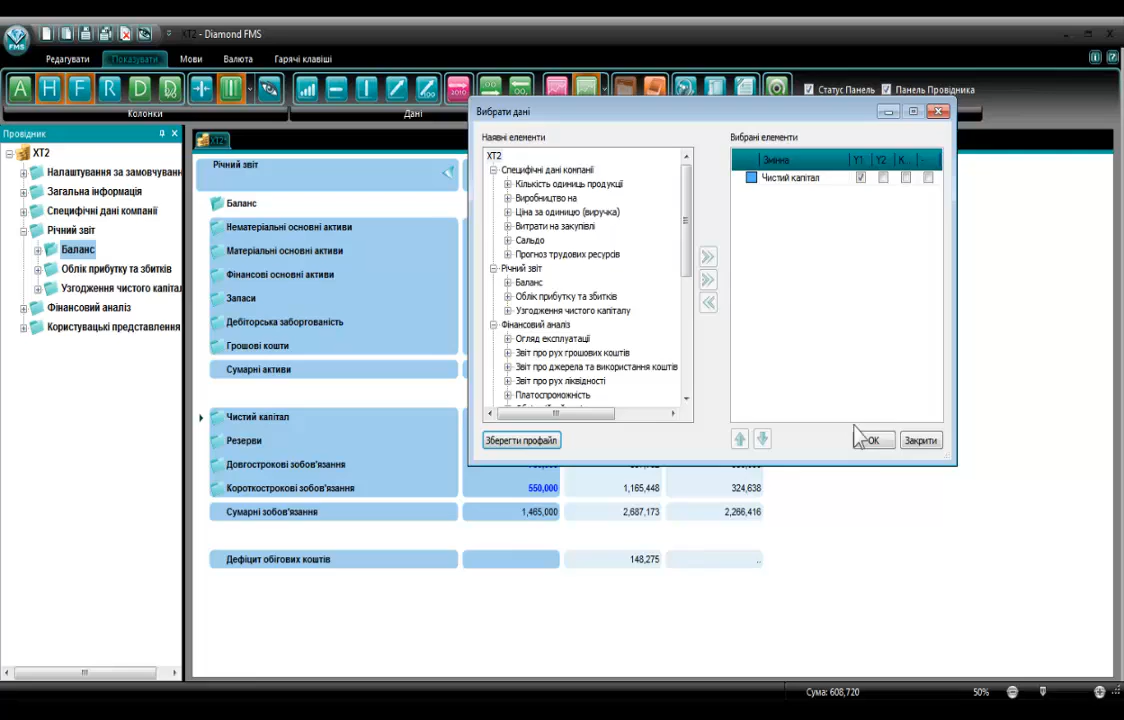 ХТ2 - Diamond FMS
FMS
Редагувати
Показувати
Мови
Валюта
Гарячі клавіші
A H F R D
2010
Статус Панель
Панель Провідника
Колонки
Дані
Провідник
ХТ2
Налаштування за замовчуванн
Загальна інформація
Специфічні дані компанії
Річний звіт
Баланс
Облік прибутку та збитків
Узгодження чистого капітал
Фінансовий аналіз
Користувацькі представлення
ХТ2
Річний звіт
Баланс
Нематеріальні основні активи
Матеріальні основні активи
Фінансові основні активи
Запаси
Дебіторська заборгованість
Грошові кошти
Сумарні активи
Чистий капітал
Резерви
Довгострокові зобов'язання
Короткострокові зобов'язання
550,000
1,165,448
324,638
Сумарні зобов'язання
1,465,000
2,687,173
2,266,416
Дефіцит обігових коштів
148,275
..
Вибрати дані
Наявні елементи
ХТ2
Специфічні дані компанії
Кількість одиниць продукції
Виробництво на
Ціна за одиницю (виручка)
Витрати на закупівлі
Сальдо
Прогноз трудових ресурсів
Річний звіт
Баланс
Облік прибутку та збитків
Узгодження чистого капіталу
Фінансовий аналіз
Огляд експлуатації
Звіт про рух грошових коштів
Звіт про джерела та використання коштів
Звіт про рух ліквідності
Платоспроможність
Зберегти профайл
Вибрані елементи
Змінна
Y1
Y2
К...
Чистий капітал
OK
Закрити
Сума: 608,720
50%